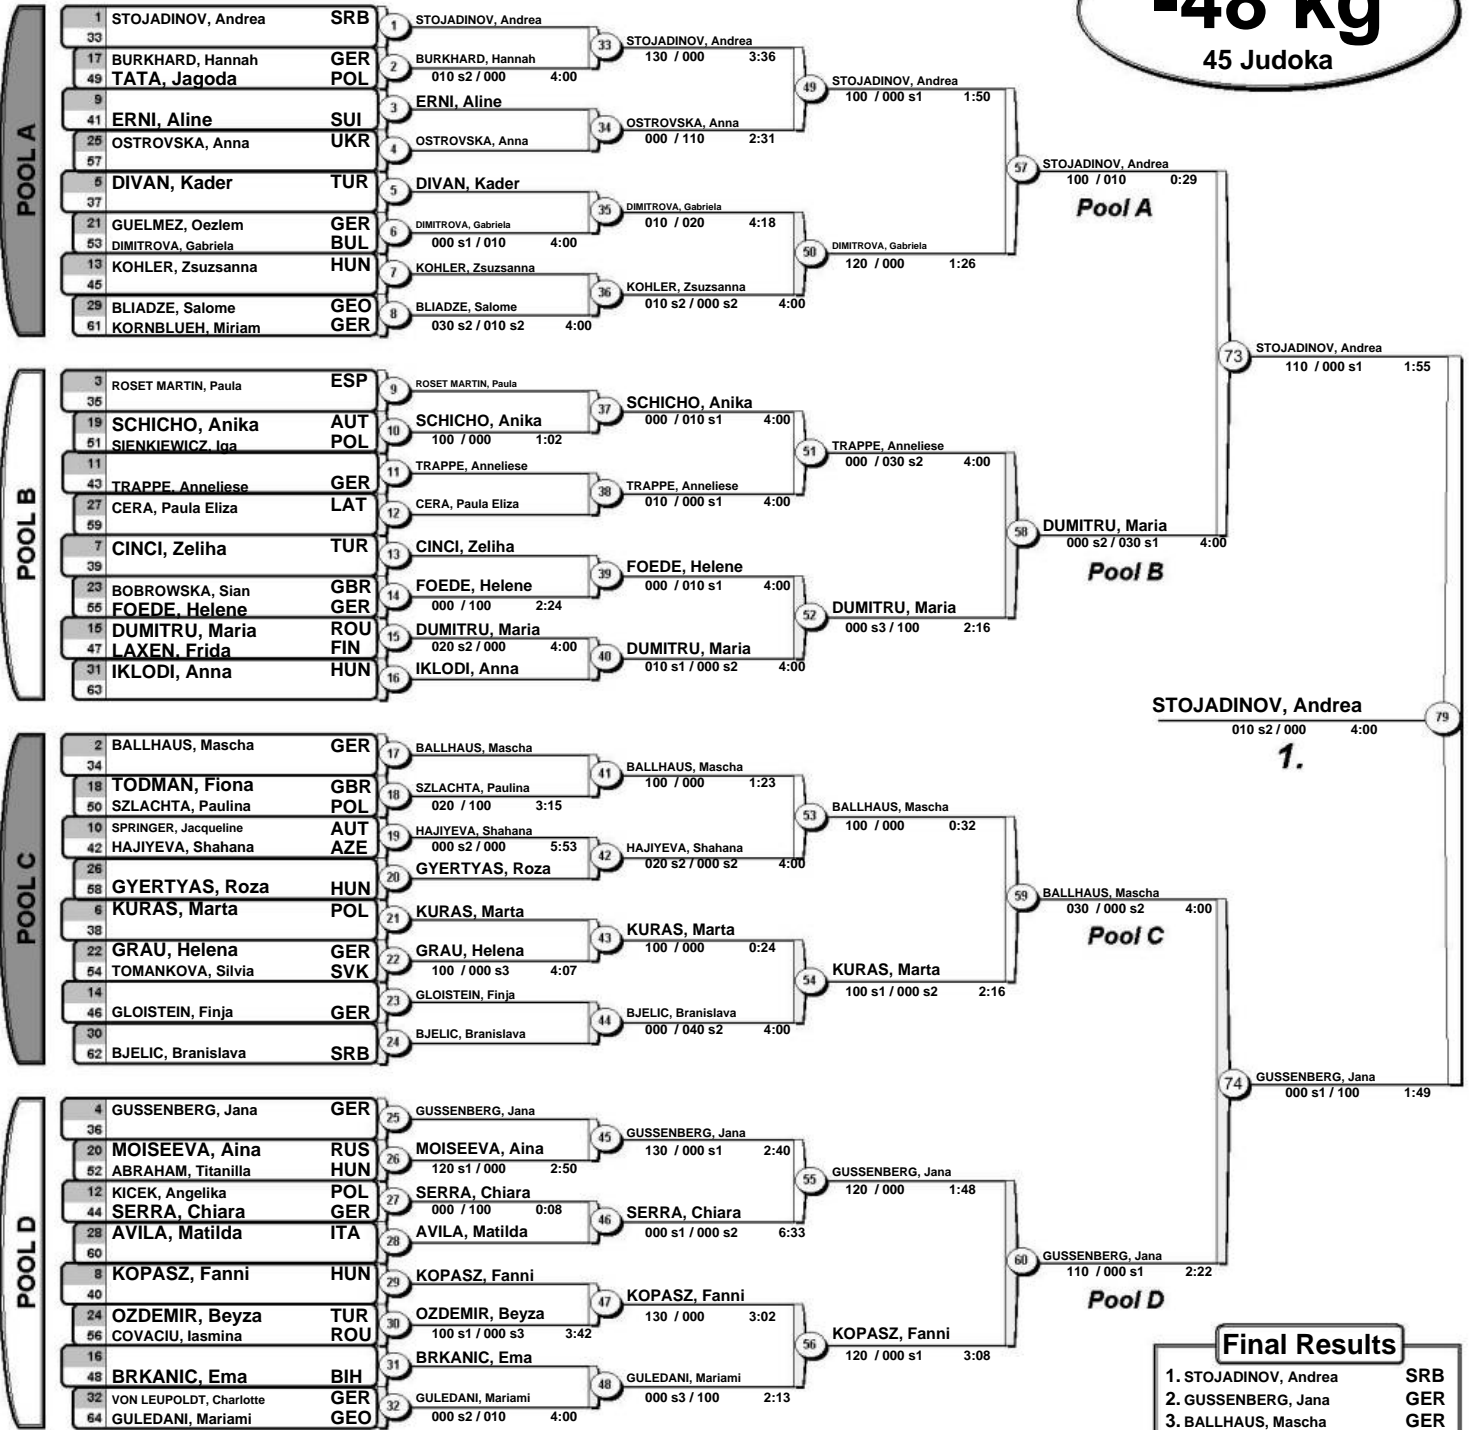 -48 kg
45 Judoka
POOL A
1 STOJADINOV, Andrea SRB
33
17 BURKHARD, Hannah GER
49 TATA, Jagoda POL
9
41 ERNI, Aline SUI
25 OSTROVSKA, Anna UKR
57
5 DIVAN, Kader TUR
37
21 GUELMEZ, Oezlem GER
53 DIMITROVA, Gabriela BUL
13 KOHLER, Zsuzsanna HUN
45
29 BLIADZE, Salome GEO
61 KORNBLUEH, Miriam GER
1 STOJADINOV, Andrea
2 BURKHARD, Hannah
010 s2 / 000 4:00
3 ERNI, Aline
4 OSTROVSKA, Anna
5 DIVAN, Kader
6 DIMITROVA, Gabriela
000 s1 / 010 4:00
7 KOHLER, Zsuzsanna
8 BLIADZE, Salome
030 s2 / 010 s2 4:00
33 STOJADINOV, Andrea
130 / 000 3:36
34 OSTROVSKA, Anna
000 / 110 2:31
35 DIMITROVA, Gabriela
010 / 020 4:18
36 KOHLER, Zsuzsanna
010 s2 / 000 s2 4:00
49 STOJADINOV, Andrea
100 / 000 s1 1:50
50 DIMITROVA, Gabriela
120 / 000 1:26
57 STOJADINOV, Andrea
100 / 010 0:29
Pool A
POOL B
3 ROSET MARTIN, Paula ESP
35
19 SCHICHO, Anika AUT
51 SIENKIEWICZ, Iga POL
11
43 TRAPPE, Anneliese GER
27 CERA, Paula Eliza LAT
59
7 CINCI, Zeliha TUR
39
23 BOBROWSKA, Sian GBR
55 FOEDE, Helene GER
15 DUMITRU, Maria ROU
47 LAXEN, Frida FIN
31 IKLODI, Anna HUN
63
9 ROSET MARTIN, Paula
10 SCHICHO, Anika
100 / 000 1:02
11 TRAPPE, Anneliese
12 CERA, Paula Eliza
13 CINCI, Zeliha
14 FOEDE, Helene
000 / 100 2:24
15 DUMITRU, Maria
020 s2 / 000 4:00
16 IKLODI, Anna
37 SCHICHO, Anika
000 / 010 s1 4:00
38 TRAPPE, Anneliese
010 / 000 s1 4:00
39 FOEDE, Helene
000 / 010 s1 4:00
40 DUMITRU, Maria
010 s1 / 000 s2 4:00
51 TRAPPE, Anneliese
000 / 030 s2 4:00
52 DUMITRU, Maria
000 s3 / 100 2:16
58 DUMITRU, Maria
000 s2 / 030 s1 4:00
Pool B
73 STOJADINOV, Andrea
110 / 000 s1 1:55
STOJADINOV, Andrea 79
010 s2 / 000 4:00
1.
POOL C
2 BALLHAUS, Mascha GER
34
18 TODMAN, Fiona GBR
50 SZLACHTA, Paulina POL
10 SPRINGER, Jacqueline AUT
42 HAJIYEVA, Shahana AZE
26
58 GYERTYAS, Roza HUN
6 KURAS, Marta POL
38
22 GRAU, Helena GER
54 TOMANKOVA, Silvia SVK
14
46 GLOISTEIN, Finja GER
30
62 BJELIC, Branislava SRB
17 BALLHAUS, Mascha
18 SZLACHTA, Paulina
020 / 100 3:15
19 HAJIYEVA, Shahana
000 s2 / 000 5:53
20 GYERTYAS, Roza
21 KURAS, Marta
22 GRAU, Helena
100 / 000 s3 4:07
23 GLOISTEIN, Finja
24 BJELIC, Branislava
41 BALLHAUS, Mascha
100 / 000 1:23
42 HAJIYEVA, Shahana
020 s2 / 000 s2 4:00
43 KURAS, Marta
100 / 000 0:24
44 BJELIC, Branislava
000 / 040 s2 4:00
53 BALLHAUS, Mascha
100 / 000 0:32
54 KURAS, Marta
100 s1 / 000 s2 2:16
59 BALLHAUS, Mascha
030 / 000 s2 4:00
Pool C
POOL D
4 GUSSENBERG, Jana GER
36
20 MOISEEVA, Aina RUS
52 ABRAHAM, Titanilla HUN
12 KICEK, Angelika POL
44 SERRA, Chiara GER
28 AVILA, Matilda ITA
60
8 KOPASZ, Fanni HUN
40
24 OZDEMIR, Beyza TUR
56 COVACIU, Iasmina ROU
16
48 BRKANIC, Ema BIH
32 VON LEUPOLDT, Charlotte GER
64 GULEDANI, Mariami GEO
25 GUSSENBERG, Jana
26 MOISEEVA, Aina
120 s1 / 000 2:50
27 SERRA, Chiara
000 / 100 0:08
28 AVILA, Matilda
29 KOPASZ, Fanni
30 OZDEMIR, Beyza
100 s1 / 000 s3 3:42
31 BRKANIC, Ema
32 GULEDANI, Mariami
000 s2 / 010 4:00
45 GUSSENBERG, Jana
130 / 000 s1 2:40
46 SERRA, Chiara
000 s1 / 000 s2 6:33
47 KOPASZ, Fanni
130 / 000 3:02
48 GULEDANI, Mariami
000 s3 / 100 2:13
55 GUSSENBERG, Jana
120 / 000 1:48
56 KOPASZ, Fanni
120 / 000 s1 3:08
60 GUSSENBERG, Jana
110 / 000 s1 2:22
Pool D
74 GUSSENBERG, Jana
000 s1 / 100 1:49
Final Results
1. STOJADINOV, Andrea SRB
2. GUSSENBERG, Jana GER
3. BALLHAUS, Mascha GER